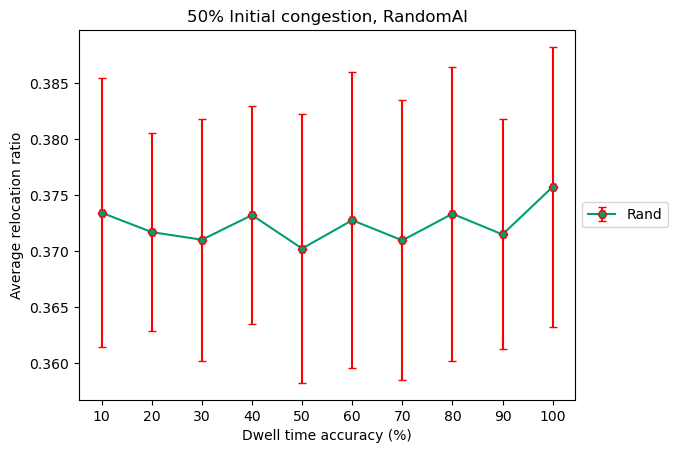 50% Initial congestion, RandomAI
Average relocation ratio
0.385
0.380
0.375
0.370
0.365
0.360
10 20 30 40 50 60 70 80 90 100
Dwell time accuracy (%)
Rand